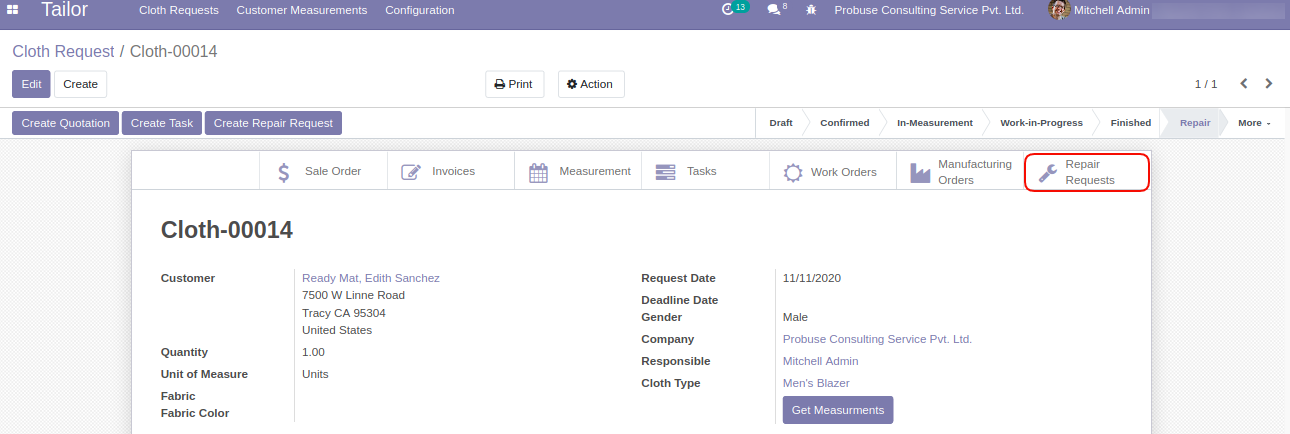 Tailor Cloth Requests Customer Measurements Configuration 13 8 Probuse Consulting Service Pvt. Ltd. Mitchell Admin
Cloth Request / Cloth-00014
Edit Create Print Action 1 / 1
Create Quotation Create Task Create Repair Request Draft Confirmed In-Measurement Work-in-Progress Finished Repair More
Sale Order Invoices Measurement Tasks Work Orders Manufacturing Orders Repair Requests
Cloth-00014
Customer Ready Mat, Edith Sanchez
7500 W Linne Road
Tracy CA 95304
United States
Quantity 1.00
Unit of Measure Units
Fabric
Fabric Color
Request Date 11/11/2020
Deadline Date
Gender Male
Company Probuse Consulting Service Pvt. Ltd.
Responsible Mitchell Admin
Cloth Type Men's Blazer
Get Measurments